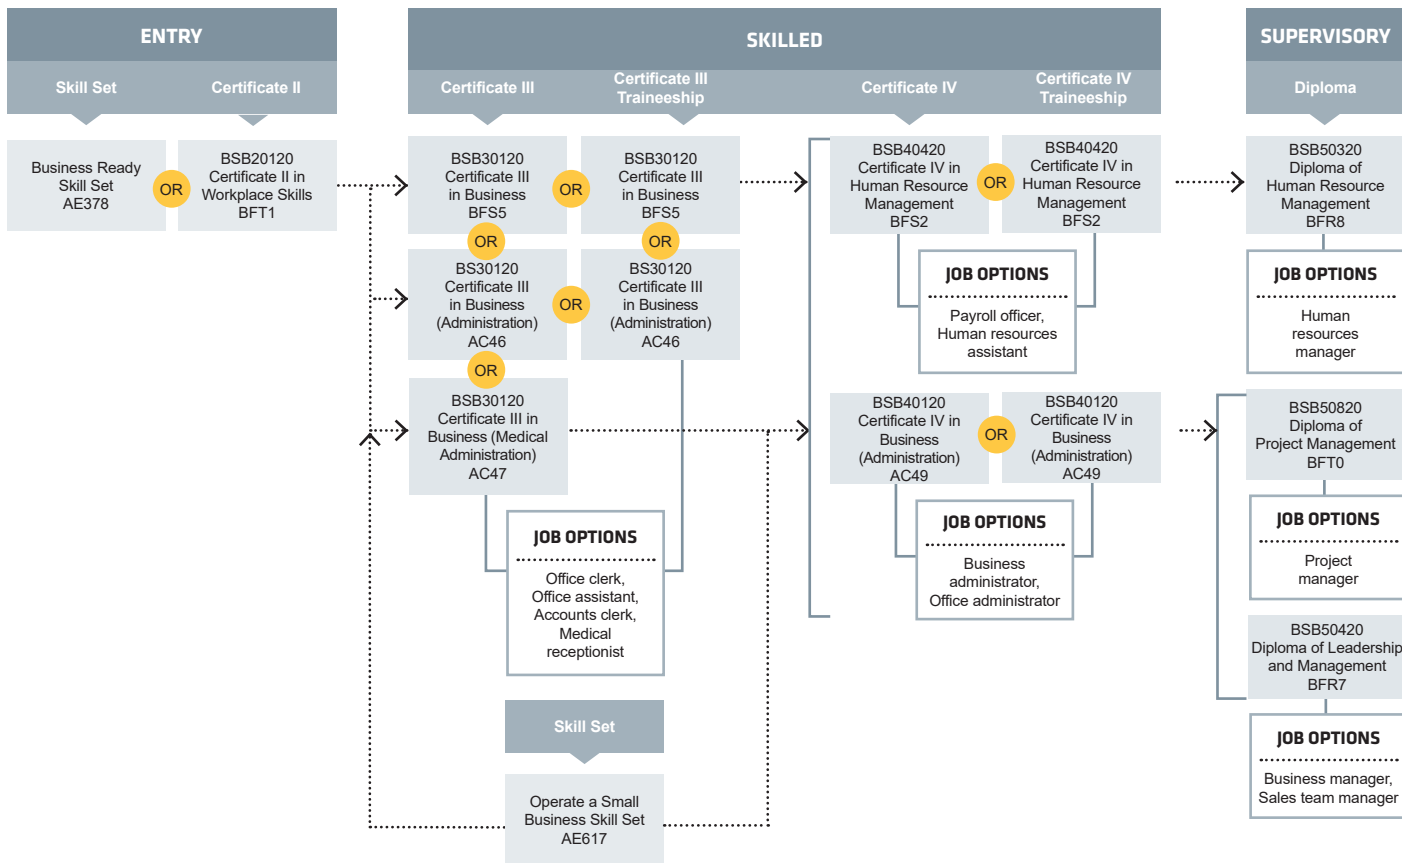 ENTRY
Skill Set
Certificate II
Business Ready
Skill Set
AE378
OR
BSB20120
Certificate II in
Workplace Skills
BFT1
SKILLED
Certificate III
Certificate III
Traineeship
Certificate IV
Certificate IV
Traineeship
BSB30120
Certificate III
in Business
BFS5
OR
BSB30120
Certificate III
in Business
BFS5
OR
OR
BS30120
Certificate III
in Business
(Administration)
AC46
OR
BS30120
Certificate III
in Business
(Administration)
AC46
OR
BSB30120
Certificate III in
Business (Medical
Administration)
AC47
JOB OPTIONS
Office clerk,
Office assistant,
Accounts clerk,
Medical
receptionist
Skill Set
Operate a Small
Business Skill Set
AE617
BSB40420
Certificate IV in
Human Resource
Management
BFS2
OR
BSB40420
Certificate IV in
Human Resource
Management
BFS2
JOB OPTIONS
Payroll officer,
Human resources
assistant
BSB40120
Certificate IV in
Business
(Administration)
AC49
OR
BSB40120
Certificate IV in
Business
(Administration)
AC49
JOB OPTIONS
Business
administrator,
Office administrator
SUPERVISORY
Diploma
BSB50320
Diploma of
Human Resource
Management
BFR8
JOB OPTIONS
Human
resources
manager
BSB50820
Diploma of
Project Management
BFT0
JOB OPTIONS
Project
manager
BSB50420
Diploma of Leadership
and Management
BFR7
JOB OPTIONS
Business manager,
Sales team manager